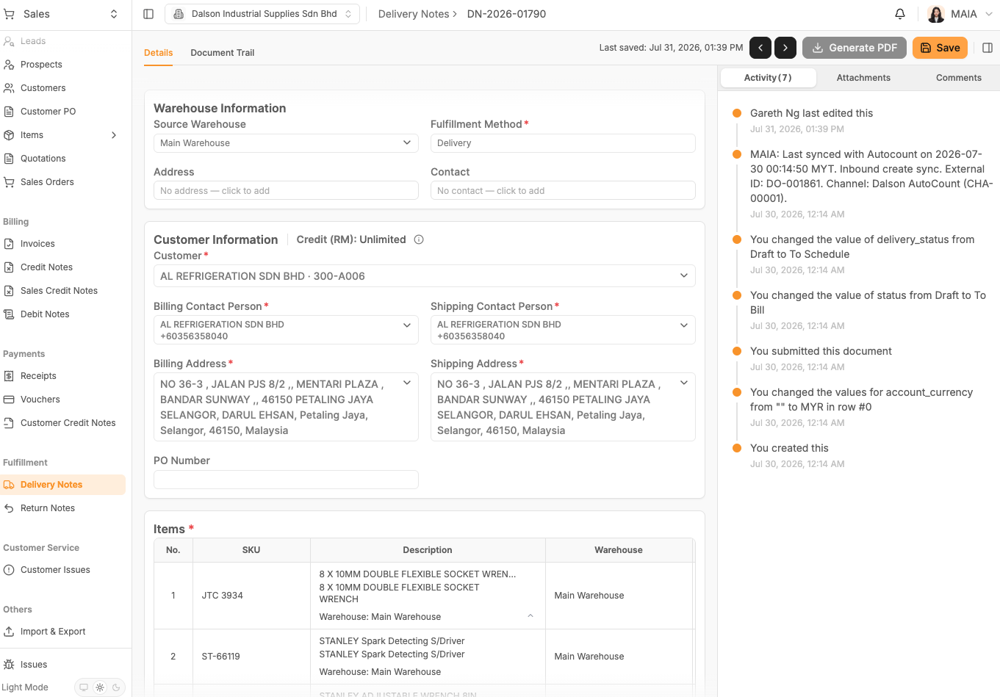 Sales
Dalson Industrial Supplies Sdn Bhd
Delivery Notes
DN-2026-01790
MAIA
Leads
Prospects
Customers
Customer PO
Items
Quotations
Sales Orders
Billing
Invoices
Credit Notes
Sales Credit Notes
Debit Notes
Payments
Receipts
Vouchers
Customer Credit Notes
Fulfillment
Delivery Notes
Return Notes
Customer Service
Customer Issues
Others
Import & Export
Issues
Light Mode
Details
Document Trail
Last saved: Jul 31, 2026, 01:39 PM
Generate PDF
Save
Warehouse Information
Source Warehouse
Main Warehouse
Fulfillment Method*
Delivery
Address
No address — click to add
Contact
No contact — click to add
Customer Information
Credit (RM): Unlimited
Customer*
AL REFRIGERATION SDN BHD · 300-A006
Billing Contact Person*
AL REFRIGERATION SDN BHD
+60356358040
Shipping Contact Person*
AL REFRIGERATION SDN BHD
+60356358040
Billing Address*
NO 36-3 , JALAN PJS 8/2 ,, MENTARI PLAZA ,
BANDAR SUNWAY ,, 46150 PETALING JAYA
SELANGOR, DARUL EHSAN, Petaling Jaya,
Selangor, 46150, Malaysia
Shipping Address*
NO 36-3 , JALAN PJS 8/2 ,, MENTARI PLAZA ,
BANDAR SUNWAY ,, 46150 PETALING JAYA
SELANGOR, DARUL EHSAN, Petaling Jaya,
Selangor, 46150, Malaysia
PO Number
Items *
No.
SKU
Description
Warehouse
1
JTC 3934
8 X 10MM DOUBLE FLEXIBLE SOCKET WREN...
8 X 10MM DOUBLE FLEXIBLE SOCKET
WRENCH
Warehouse: Main Warehouse
Main Warehouse
2
ST-66119
STANLEY Spark Detecting S/Driver
STANLEY Spark Detecting S/Driver
Warehouse: Main Warehouse
Main Warehouse
STANLEY ADJUSTABLE WRENCH 8IN
Activity(7)
Attachments
Comments
Gareth Ng last edited this
Jul 31, 2026, 01:39 PM
MAIA: Last synced with Autocount on 2026-07-
30 00:14:50 MYT. Inbound create sync. External
ID: DO-001861. Channel: Dalson AutoCount (CHA-
00001).
Jul 30, 2026, 12:14 AM
You changed the value of delivery_status from
Draft to To Schedule
Jul 30, 2026, 12:14 AM
You changed the value of status from Draft to To
Bill
Jul 30, 2026, 12:14 AM
You submitted this document
Jul 30, 2026, 12:14 AM
You changed the values for account_currency
from "" to MYR in row #0
Jul 30, 2026, 12:14 AM
You created this
Jul 30, 2026, 12:14 AM